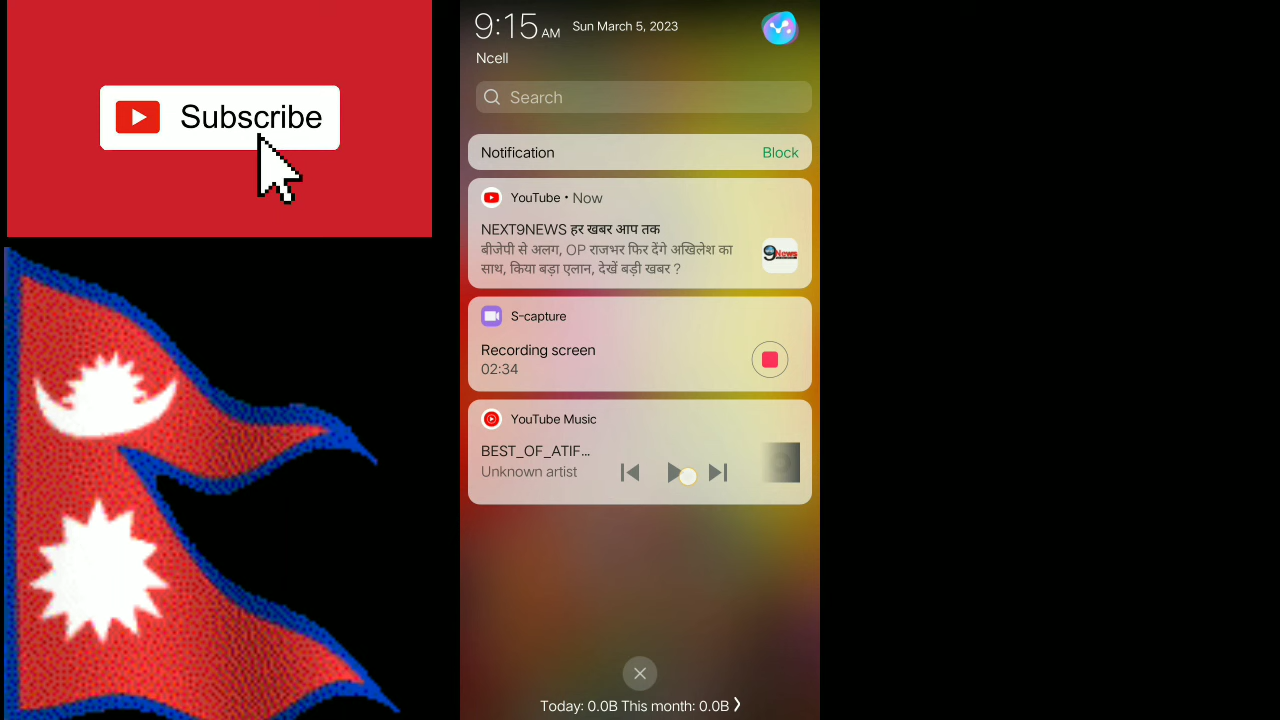 Subscribe
9:15 AM Sun March 5, 2023
Ncell
Search
Notification Block
YouTube • Now
NEXT9NEWS हर खबर आप तक
बीजेपी से अलग, OP राजभर फिर देंगे अखिलेश का
साथ, किया बड़ा एलान, देखें बड़ी खबर ?
9News
S-capture
Recording screen
02:34
YouTube Music
BEST_OF_ATIF...
Unknown artist
Today: 0.0B This month: 0.0B